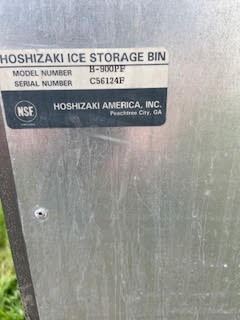 HOSHIZAKI ICE STORAGE BIN
MODEL NUMBER B-900PF
SERIAL NUMBER C56124F
NSF
HOSHIZAKI AMERICA, INC.
Peachtree City, GA